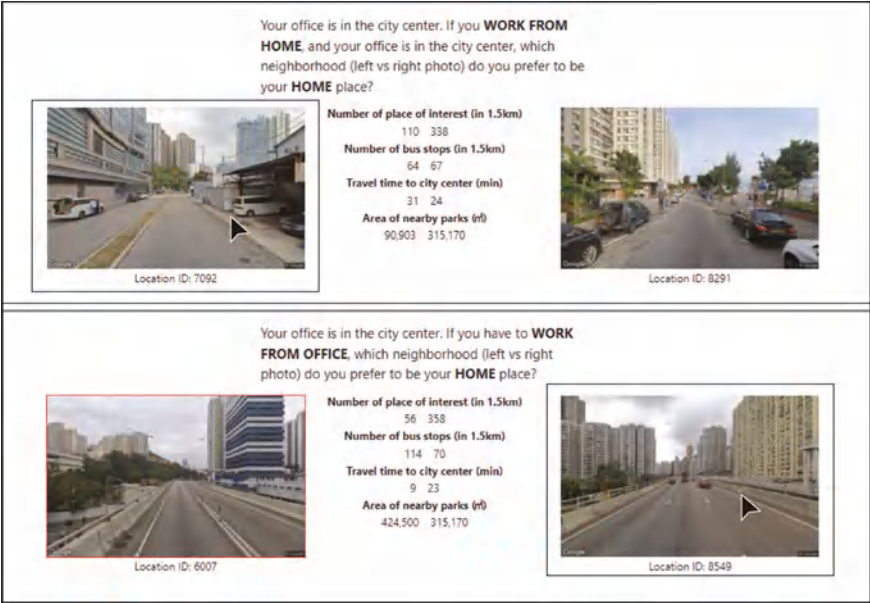 Your office is in the city center. If you WORK FROM
HOME, and your office is in the city center, which
neighborhood (left vs right photo) do you prefer to be
your HOME place?
Number of place of interest (in 1.5km)
110 338
Number of bus stops (in 1.5km)
64 67
Travel time to city center (min)
31 24
Area of nearby parks (㎡)
90,903 315,170
Google
Location ID: 7092
Google
Location ID: 8291
Your office is in the city center. If you have to WORK
FROM OFFICE, which neighborhood (left vs right
photo) do you prefer to be your HOME place?
Number of place of interest (in 1.5km)
56 358
Number of bus stops (in 1.5km)
114 70
Travel time to city center (min)
9 23
Area of nearby parks (㎡)
424,500 315,170
Google
Location ID: 6007
Google
Location ID: 8549